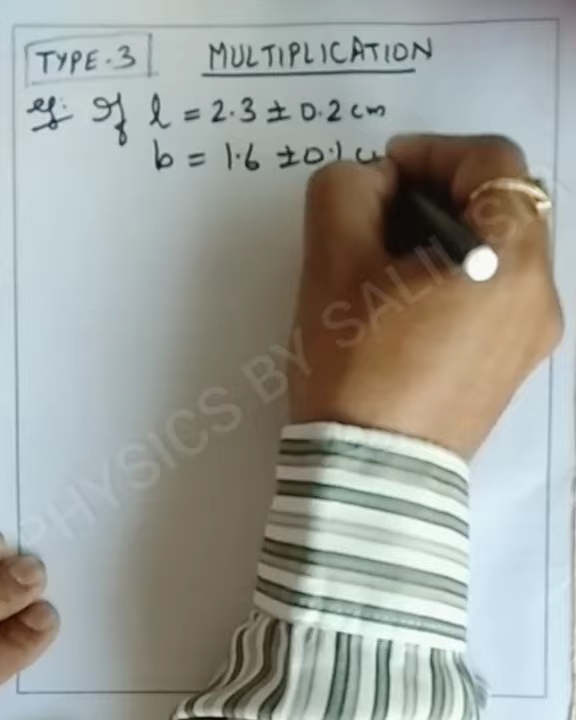 TYPE-3 MULTIPLICATION
eg: If l = 2.3 ± 0.2 cm
b = 1.6 ± 0.1 c
PHYSICS BY SALIL S